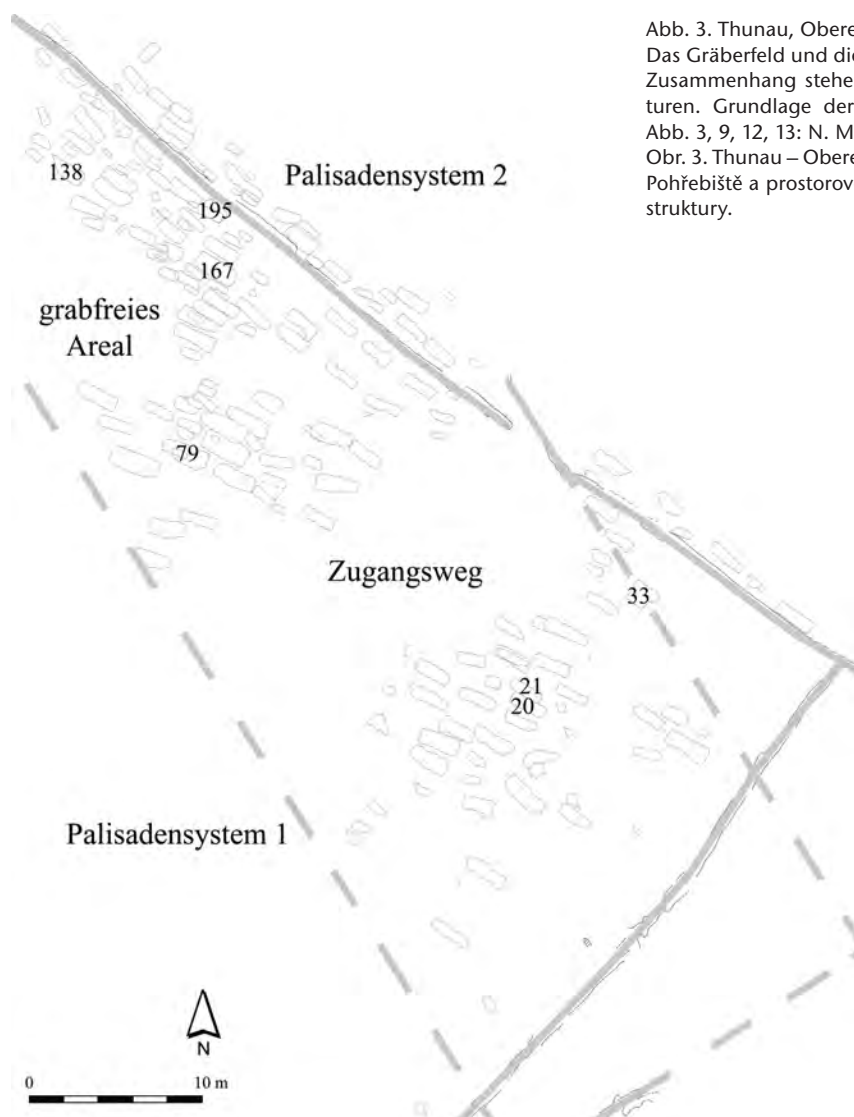 Abb. 3. Thunau, Obere
Das Gräberfeld und die
Zusammenhang stehe
turen. Grundlage der
Abb. 3, 9, 12, 13: N. M
Obr. 3. Thunau – Obere
Pohřebiště a prostorov
struktury.
138
Palisadensystem 2
195
167
grabfreies
Areal
79
Zugangsweg
33
21
20
Palisadensystem 1
N
0 10 m